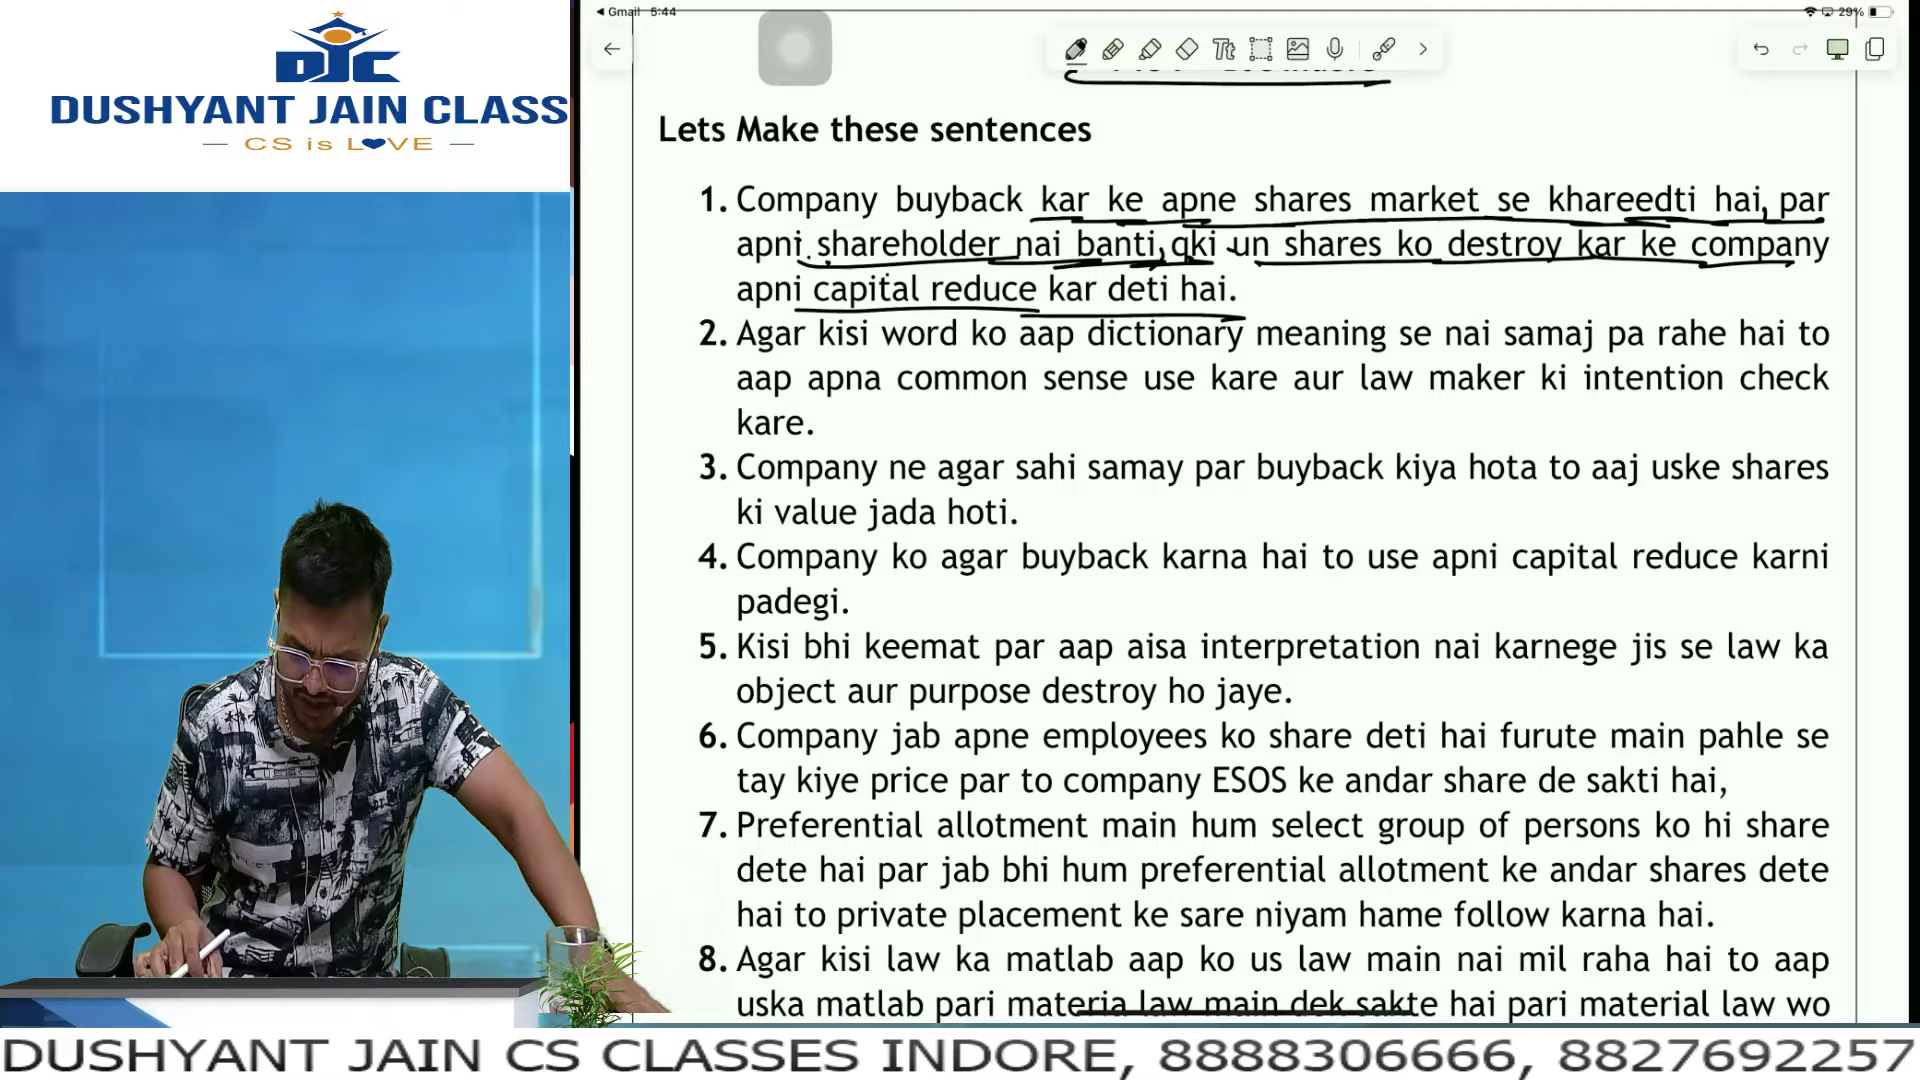 DJC
DUSHYANT JAIN CLASS
CS is L♥VE
Gmail 5:44
29%
Tt
Lets Make these sentences
1. Company buyback kar ke apne shares market se khareedti hai, par
apni shareholder nai banti, qki un shares ko destroy kar ke company
apni capital reduce kar deti hai.
2. Agar kisi word ko aap dictionary meaning se nai samaj pa rahe hai to
aap apna common sense use kare aur law maker ki intention check
kare.
3. Company ne agar sahi samay par buyback kiya hota to aaj uske shares
ki value jada hoti.
4. Company ko agar buyback karna hai to use apni capital reduce karni
padegi.
5. Kisi bhi keemat par aap aisa interpretation nai karnege jis se law ka
object aur purpose destroy ho jaye.
6. Company jab apne employees ko share deti hai furute main pahle se
tay kiye price par to company ESOS ke andar share de sakti hai,
7. Preferential allotment main hum select group of persons ko hi share
dete hai par jab bhi hum preferential allotment ke andar shares dete
hai to private placement ke sare niyam hame follow karna hai.
8. Agar kisi law ka matlab aap ko us law main nai mil raha hai to aap
uska matlab pari materia law main dek sakte hai pari material law wo
DUSHYANT JAIN CS CLASSES INDORE, 8888306666, 8827692257